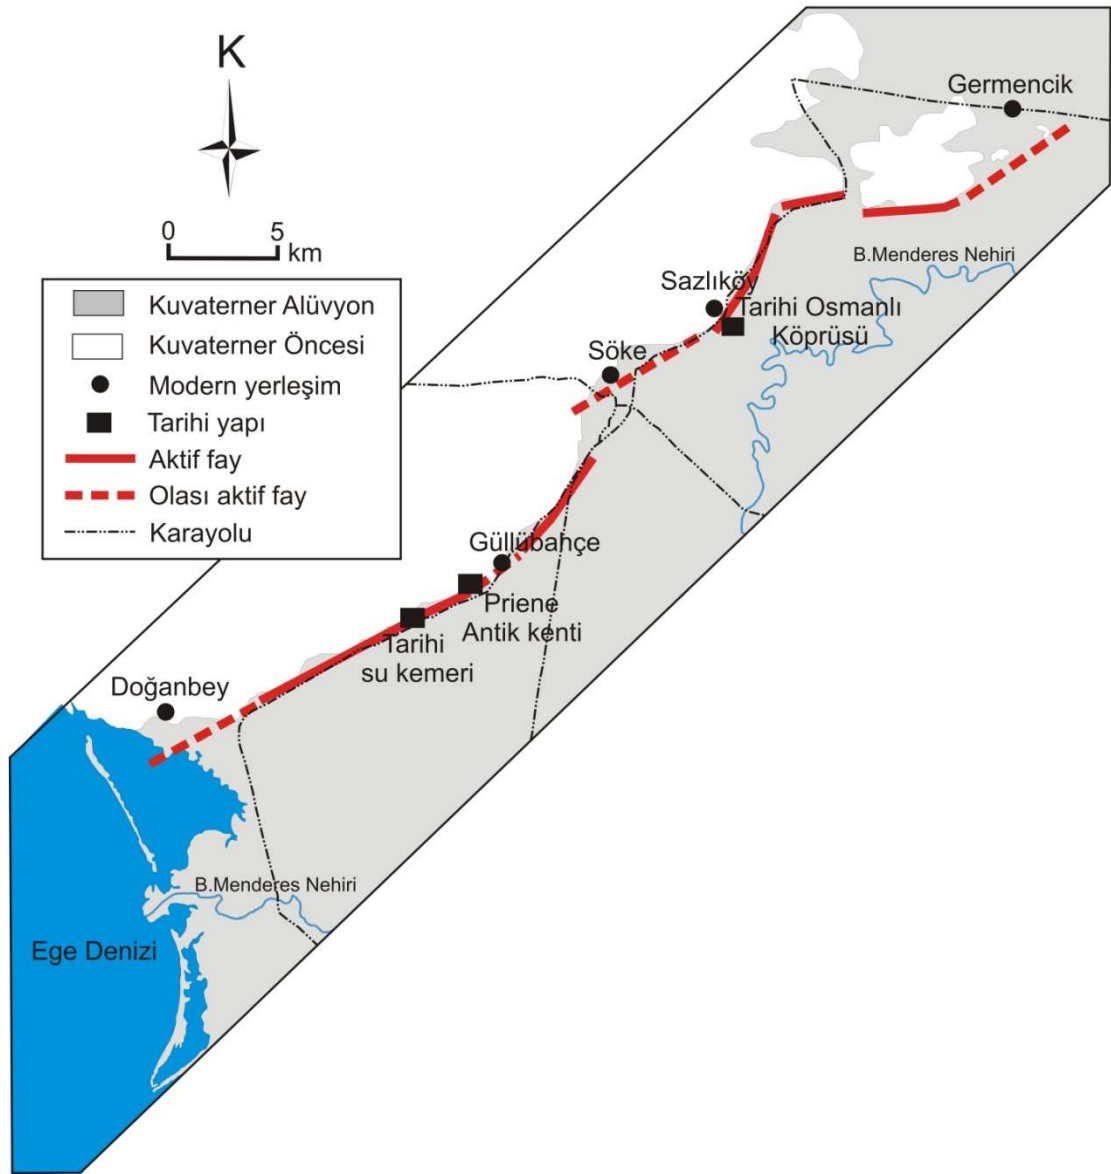 K
0 5
km
Kuvaterner Alüvyon
Kuvaterner Öncesi
Modern yerleşim
Tarihi yapı
Aktif fay
Olası aktif fay
Karayolu
Germencik
B.Menderes Nehiri
Sazlıköy
Tarihi Osmanlı
Köprüsü
Söke
Güllübahçe
Priene
Antik kenti
Tarihi
su kemeri
Doğanbey
B.Menderes Nehiri
Ege Denizi